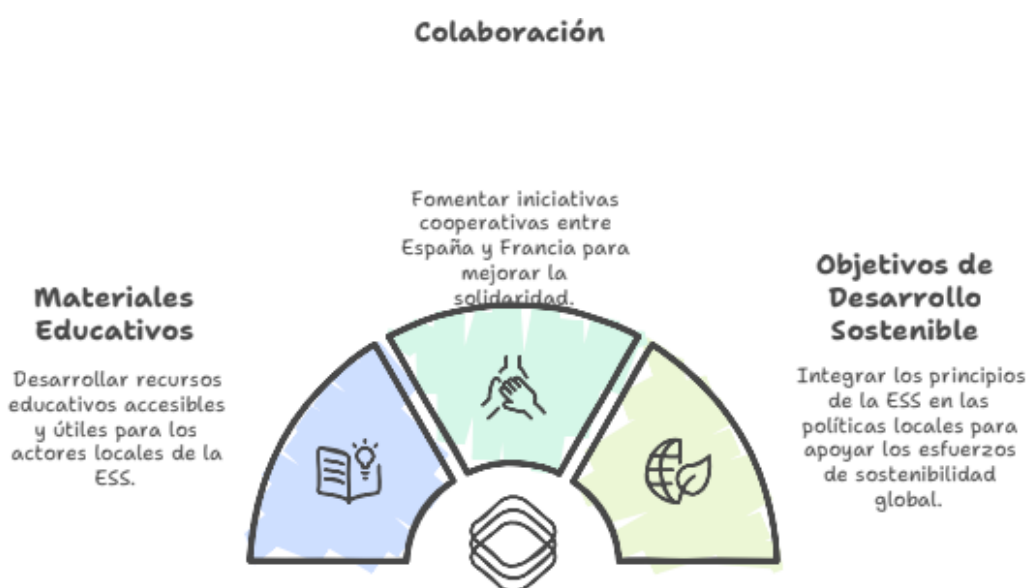 Colaboración
Fomentar iniciativas
cooperativas entre
España y Francia para
mejorar la
solidaridad.
Materiales
Educativos
Desarrollar recursos
educativos accesibles
y útiles para los
actores locales de la
ESS.
Objetivos de
Desarrollo
Sostenible
Integrar los principios
de la ESS en las
políticas locales para
apoyar los esfuerzos
de sostenibilidad
global.